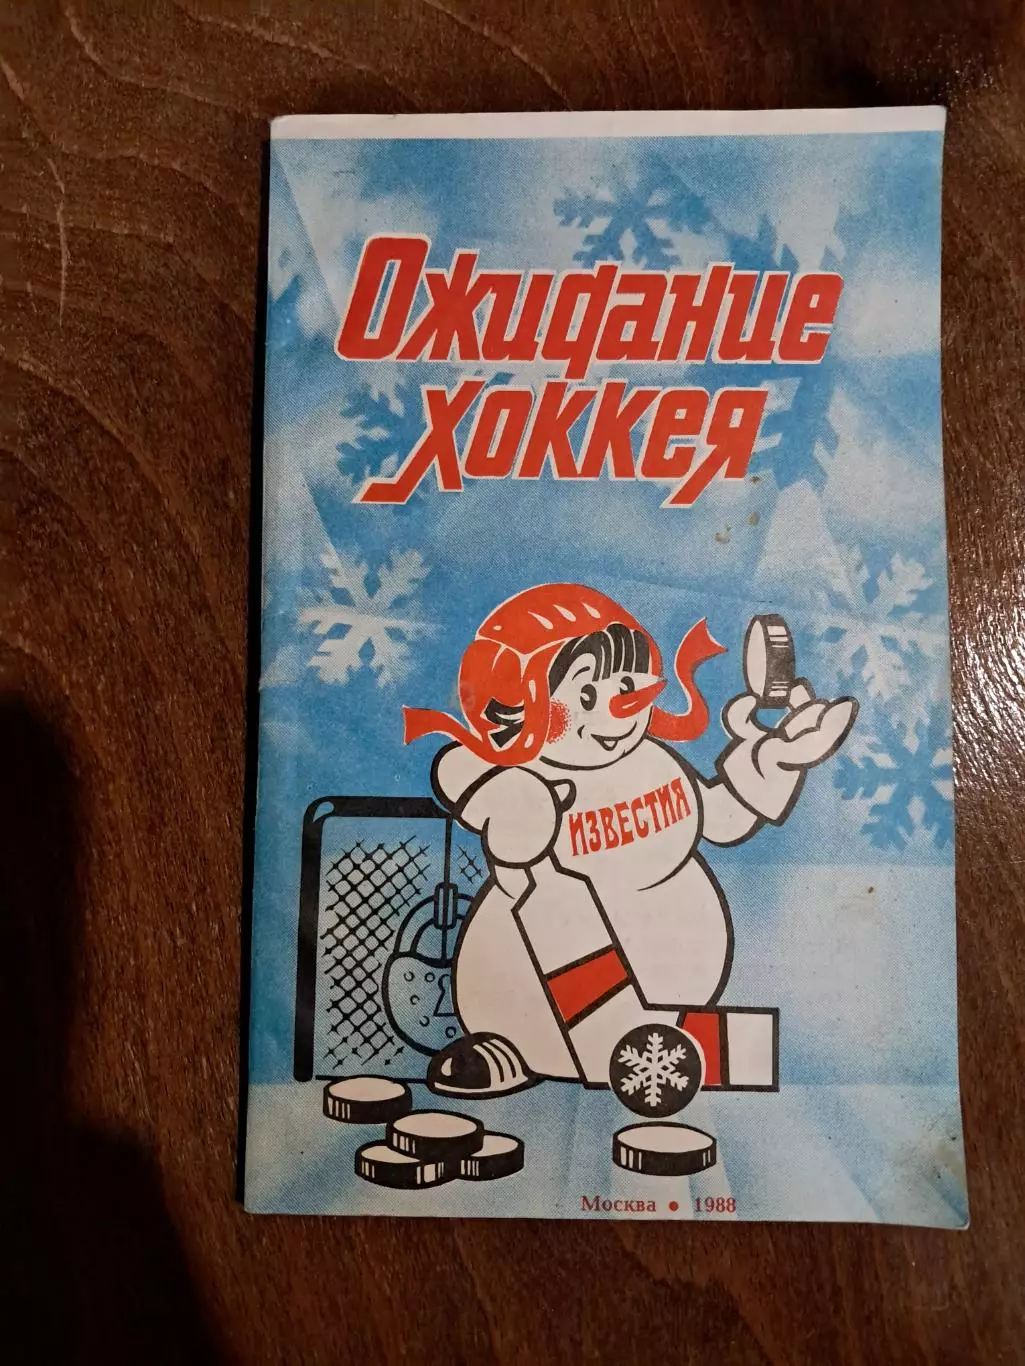 Ожидание
хоккея
ИЗВЕСТИЯ
Москва • 1988